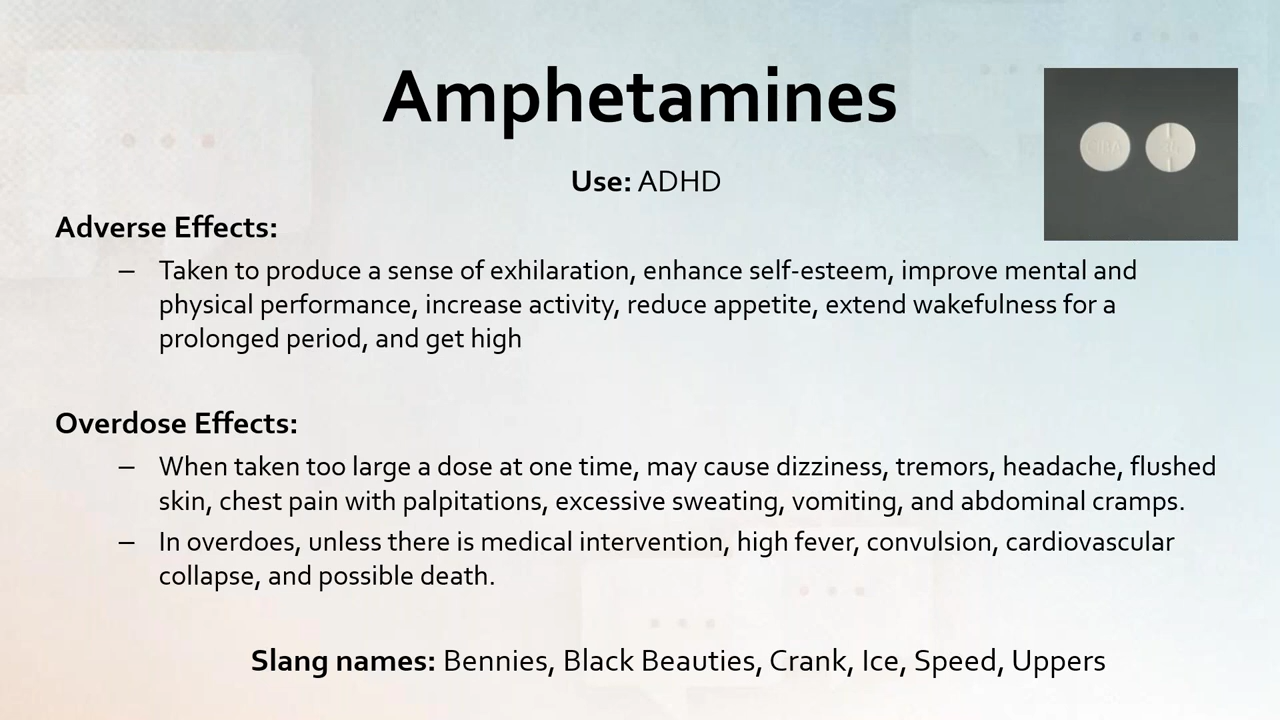 Amphetamines
Use: ADHD
Adverse Effects:
– Taken to produce a sense of exhilaration, enhance self-esteem, improve mental and
physical performance, increase activity, reduce appetite, extend wakefulness for a
prolonged period, and get high
Overdose Effects:
– When taken too large a dose at one time, may cause dizziness, tremors, headache, flushed
skin, chest pain with palpitations, excessive sweating, vomiting, and abdominal cramps.
– In overdoes, unless there is medical intervention, high fever, convulsion, cardiovascular
collapse, and possible death.
Slang names: Bennies, Black Beauties, Crank, Ice, Speed, Uppers